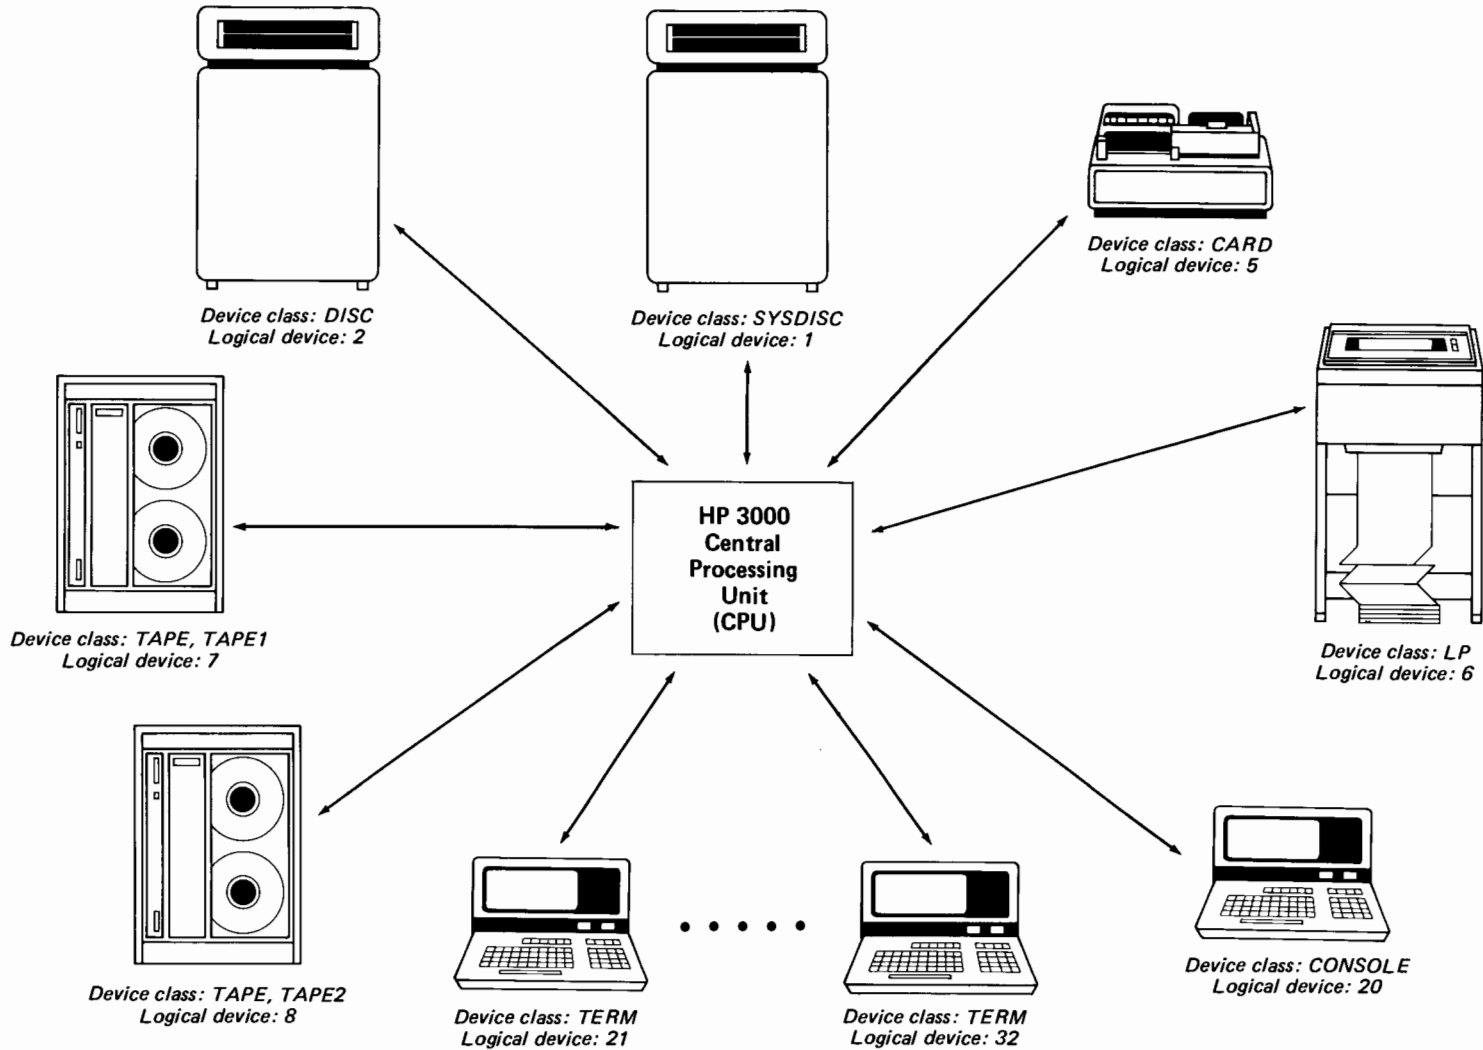 Device class: DISC
Logical device: 2
Device class: SYSDISC
Logical device: 1
Device class: CARD
Logical device: 5
Device class: TAPE, TAPE1
Logical device: 7
HP 3000
Central
Processing
Unit
(CPU)
Device class: LP
Logical device: 6
Device class: TAPE, TAPE2
Logical device: 8
Device class: TERM
Logical device: 21
Device class: TERM
Logical device: 32
Device class: CONSOLE
Logical device: 20